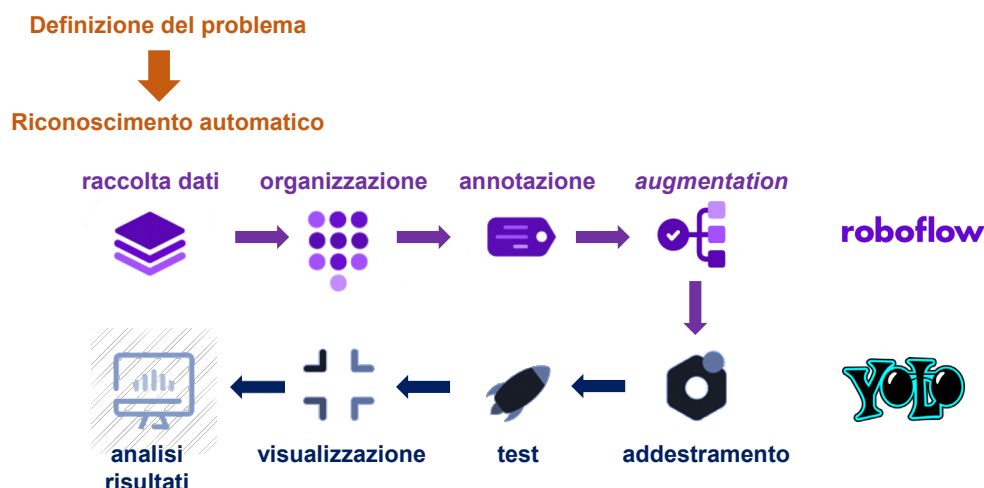 Definizione del problema
Riconoscimento automatico
raccolta dati
organizzazione
annotazione
augmentation
roboflow
YOLO
analisi
risultati
visualizzazione
test
addestramento